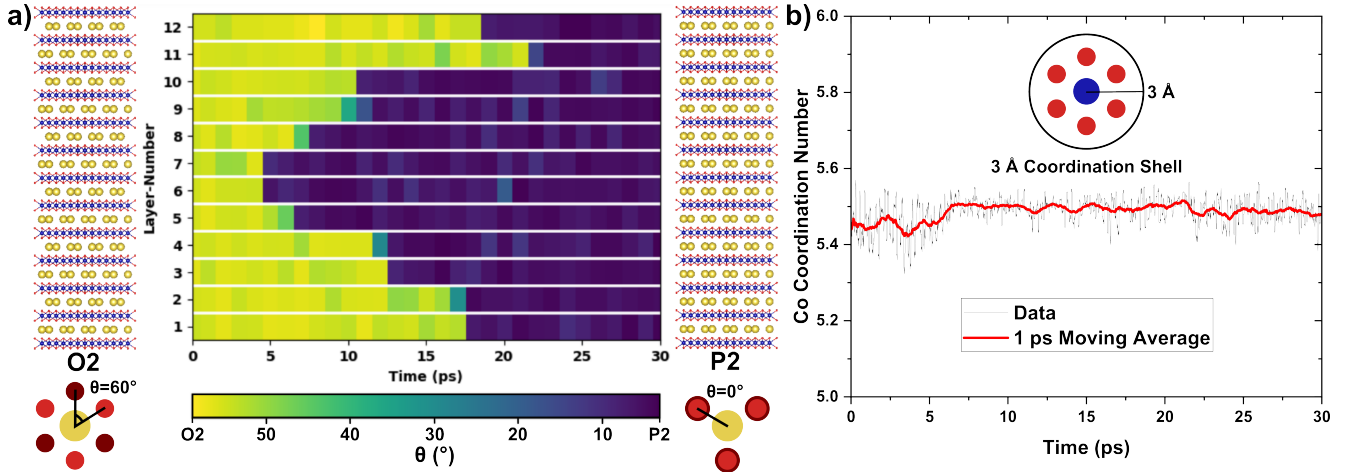 a)
12
11
10
9
8
7
6
5
4
3
2
1
Layer-Number
0 5 10 15 20 25 30
Time (ps)
O2
θ=60°
O2 50 40 30 20 10 P2
θ (°)
P2
θ=0°
b)
6.0
5.8
5.6
5.4
5.2
5.0
Co Coordination Number
3 Å
3 Å Coordination Shell
Data
1 ps Moving Average
0 5 10 15 20 25 30
Time (ps)